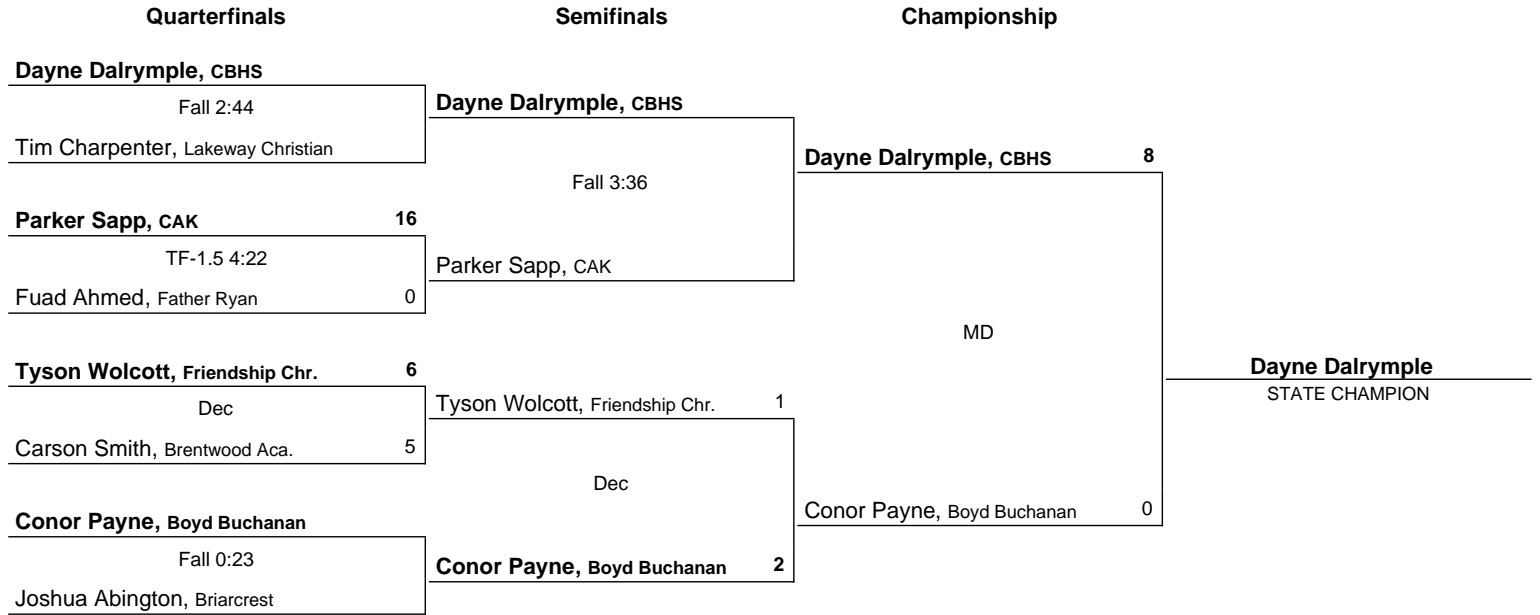 Quarterfinals Semifinals Championship
Dayne Dalrymple, CBHS
Fall 2:44
Tim Charpenter, Lakeway Christian
Parker Sapp, CAK 16
TF-1.5 4:22
Fuad Ahmed, Father Ryan 0
Tyson Wolcott, Friendship Chr. 6
Dec
Carson Smith, Brentwood Aca. 5
Conor Payne, Boyd Buchanan
Fall 0:23
Joshua Abington, Briarcrest
Dayne Dalrymple, CBHS
Fall 3:36
Parker Sapp, CAK
Tyson Wolcott, Friendship Chr. 1
Dec
Conor Payne, Boyd Buchanan 2
Dayne Dalrymple, CBHS 8
MD
Conor Payne, Boyd Buchanan 0
Dayne Dalrymple
STATE CHAMPION